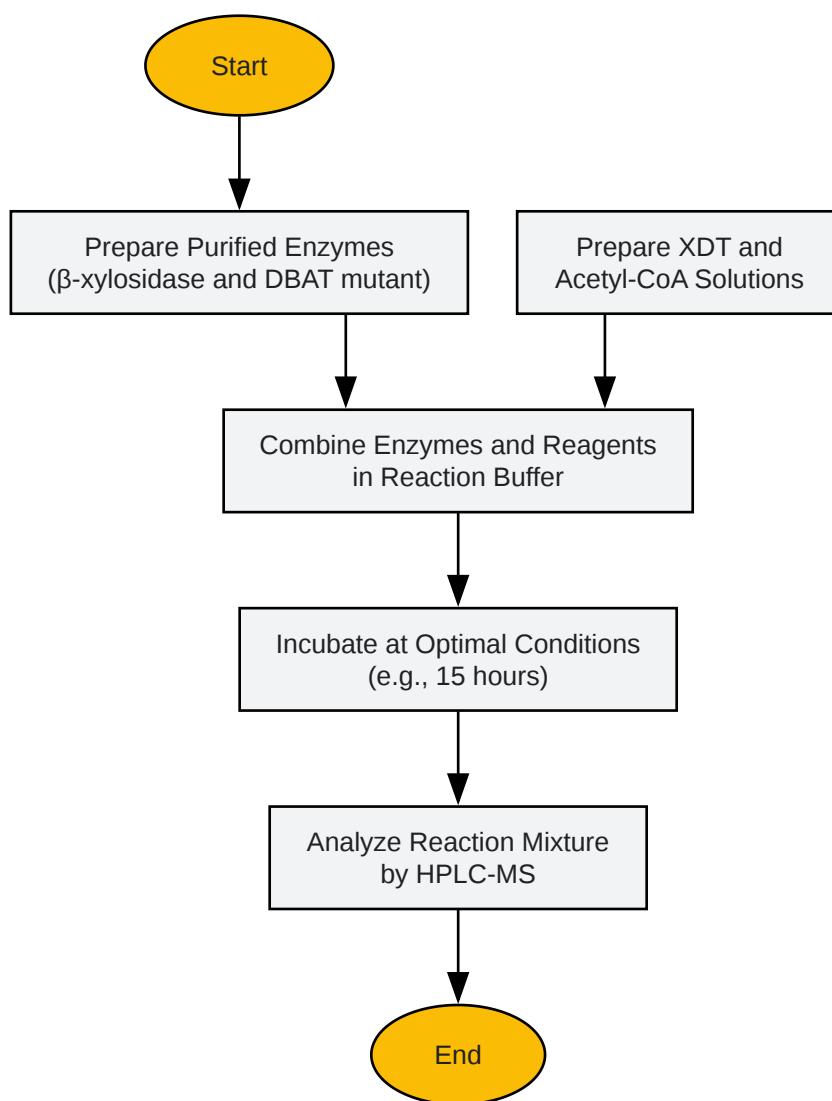 Start
Prepare Purified Enzymes
(β-xylosidase and DBAT mutant)
Prepare XDT and
Acetyl-CoA Solutions
Combine Enzymes and Reagents
in Reaction Buffer
Incubate at Optimal Conditions
(e.g., 15 hours)
Analyze Reaction Mixture
by HPLC-MS
End